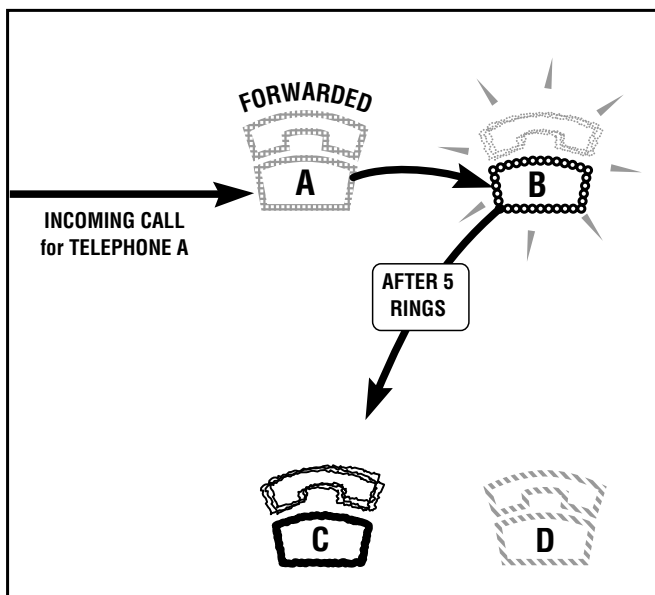 FORWARDED
A
B
INCOMING CALL
for TELEPHONE A
AFTER 5
RINGS
C
D